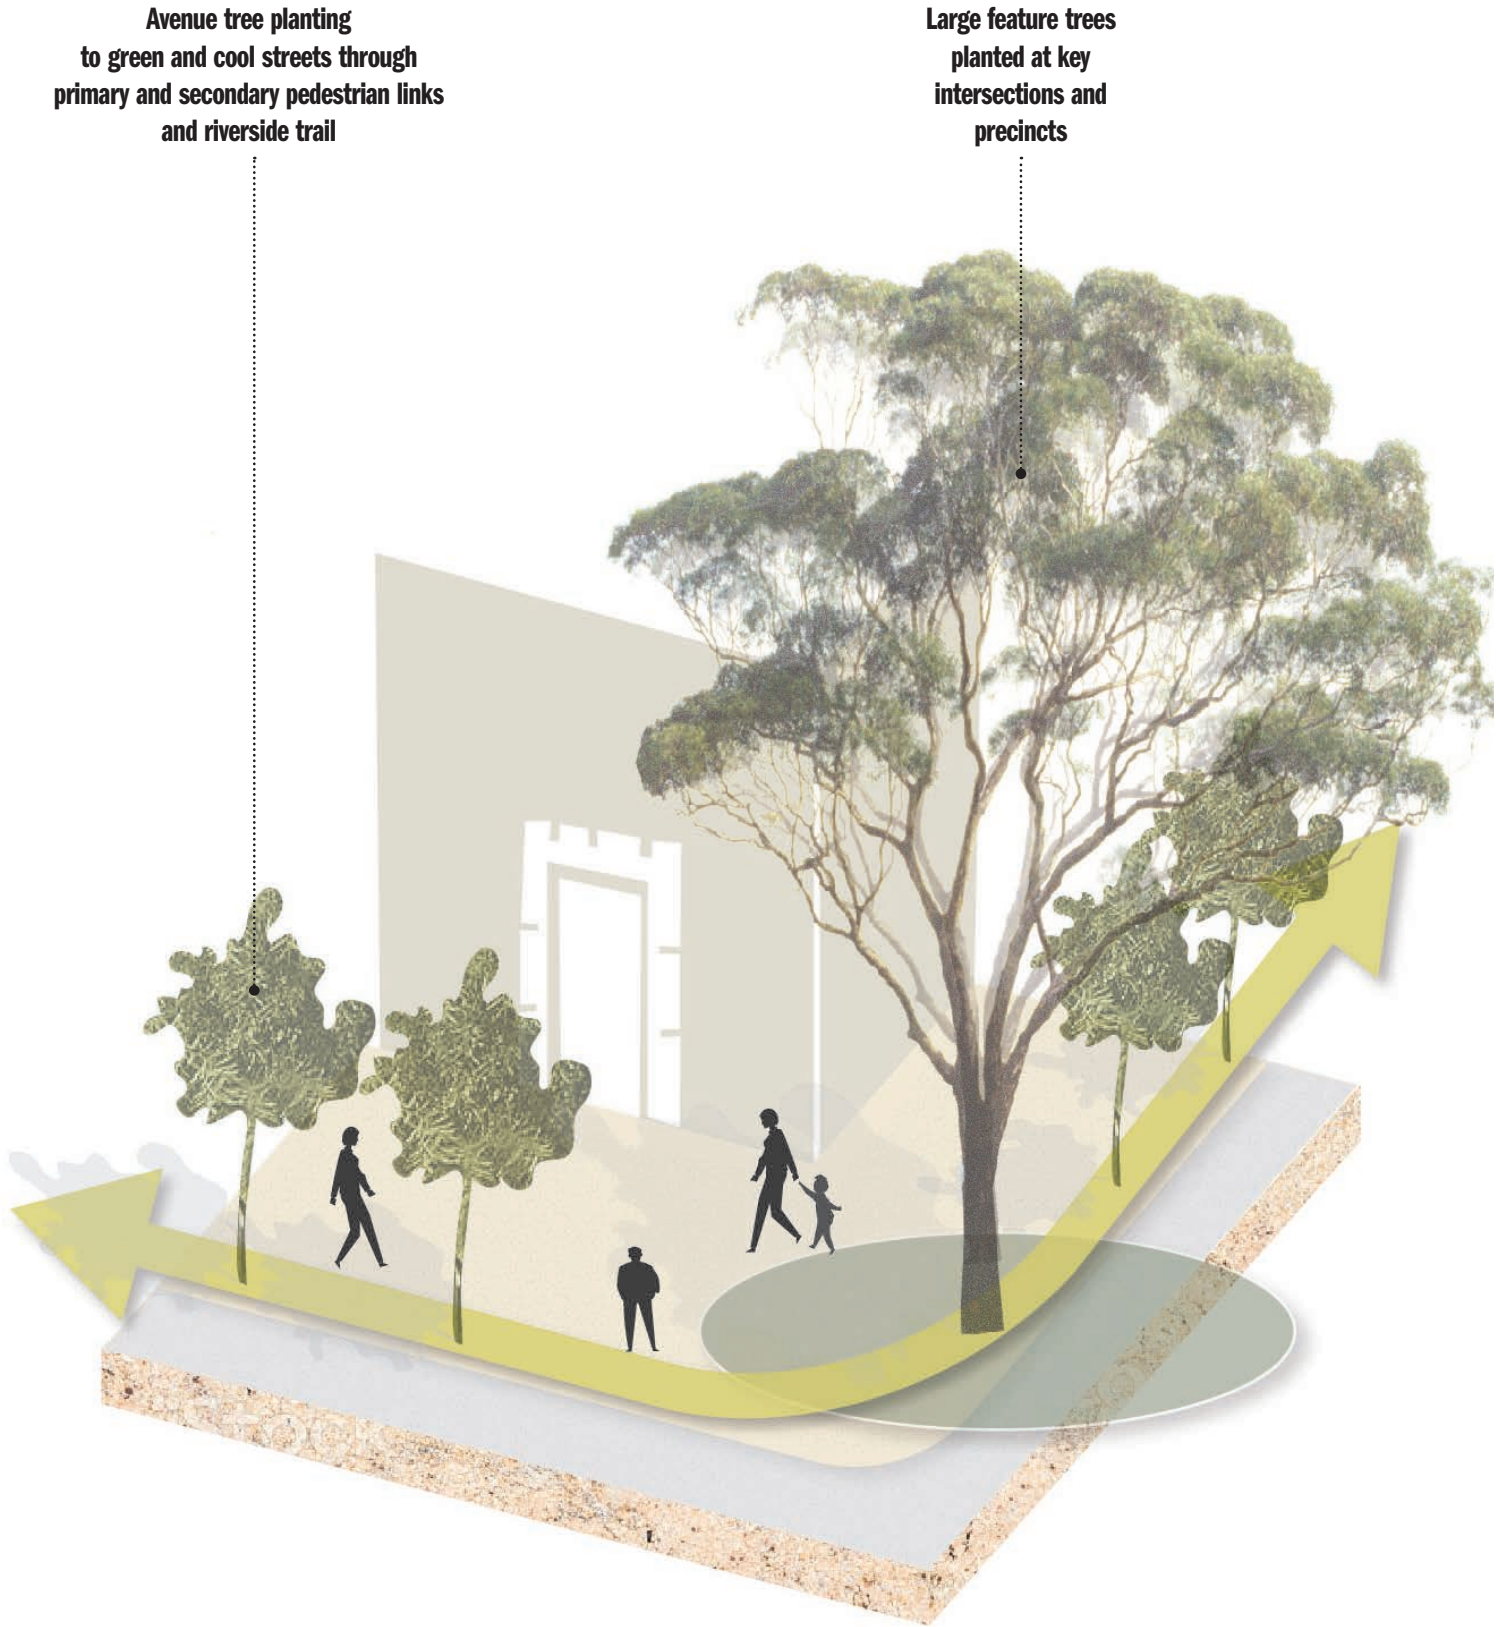 Avenue tree planting
to green and cool streets through
primary and secondary pedestrian links
and riverside trail
Large feature trees
planted at key
intersections and
precincts